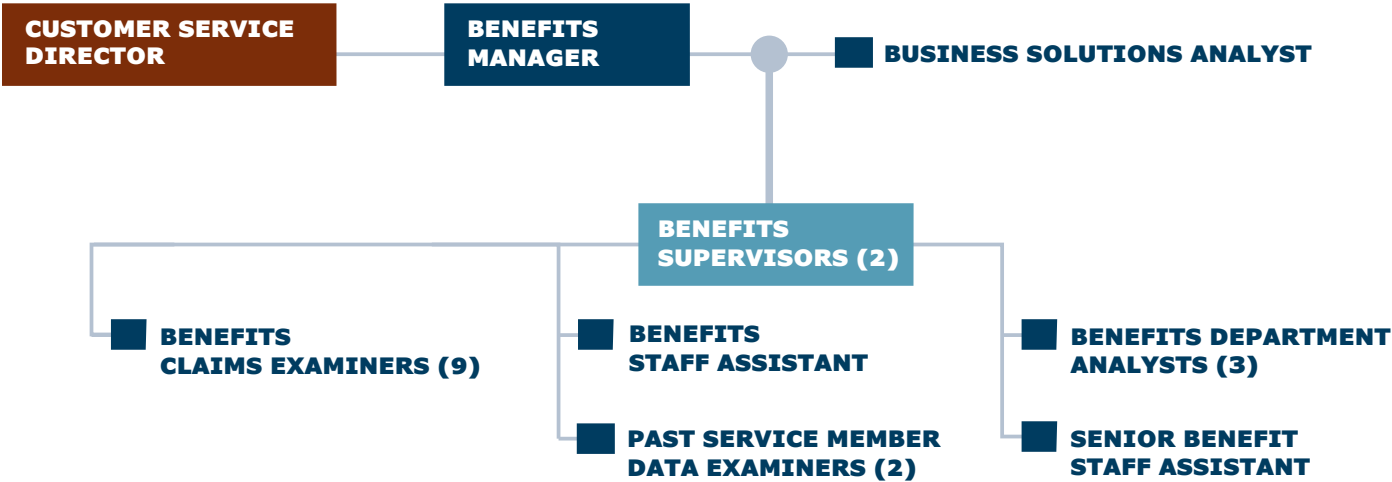 CUSTOMER SERVICE
DIRECTOR
BENEFITS
MANAGER
BUSINESS SOLUTIONS ANALYST
BENEFITS
SUPERVISORS (2)
BENEFITS
CLAIMS EXAMINERS (9)
BENEFITS
STAFF ASSISTANT
BENEFITS DEPARTMENT
ANALYSTS (3)
PAST SERVICE MEMBER
DATA EXAMINERS (2)
SENIOR BENEFIT
STAFF ASSISTANT